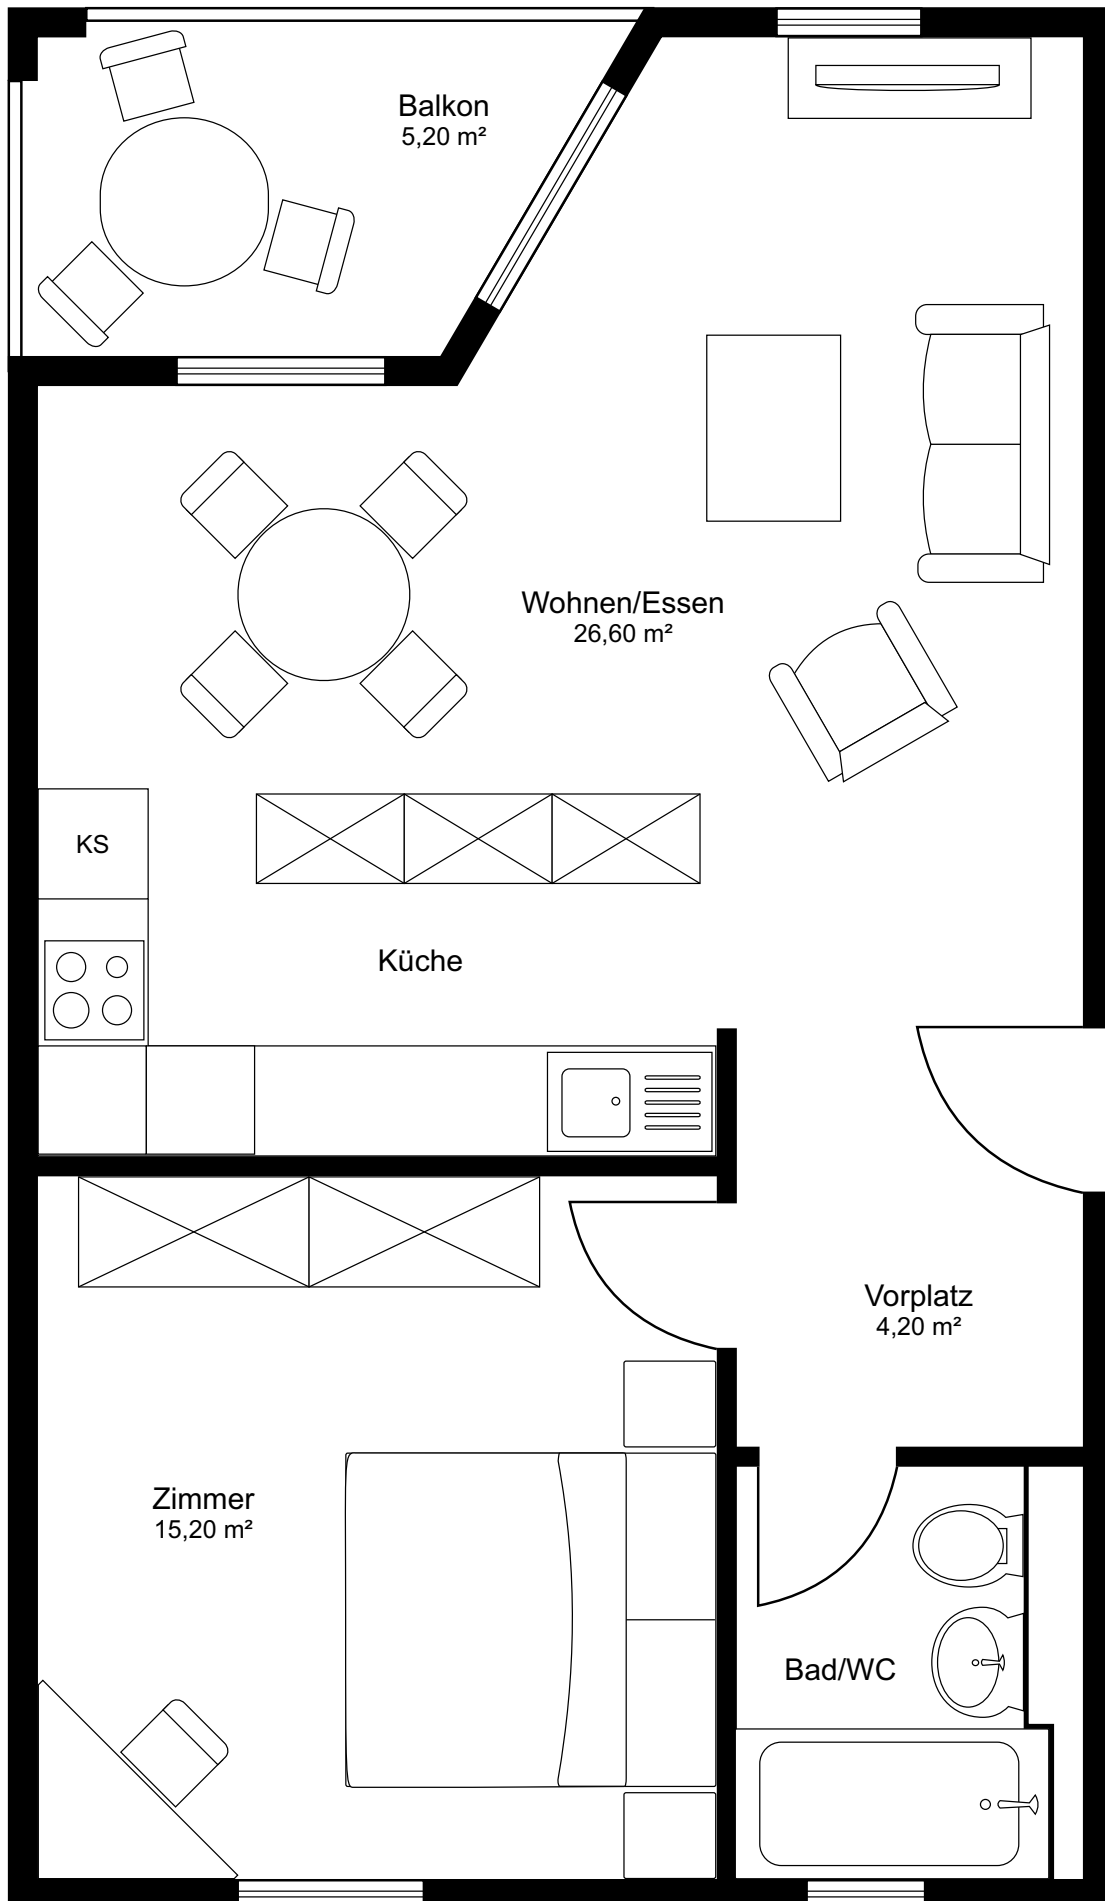 Balkon
5,20 m²
Wohnen/Essen
26,60 m²
KS
Küche
Vorplatz
4,20 m²
Zimmer
15,20 m²
Bad/WC